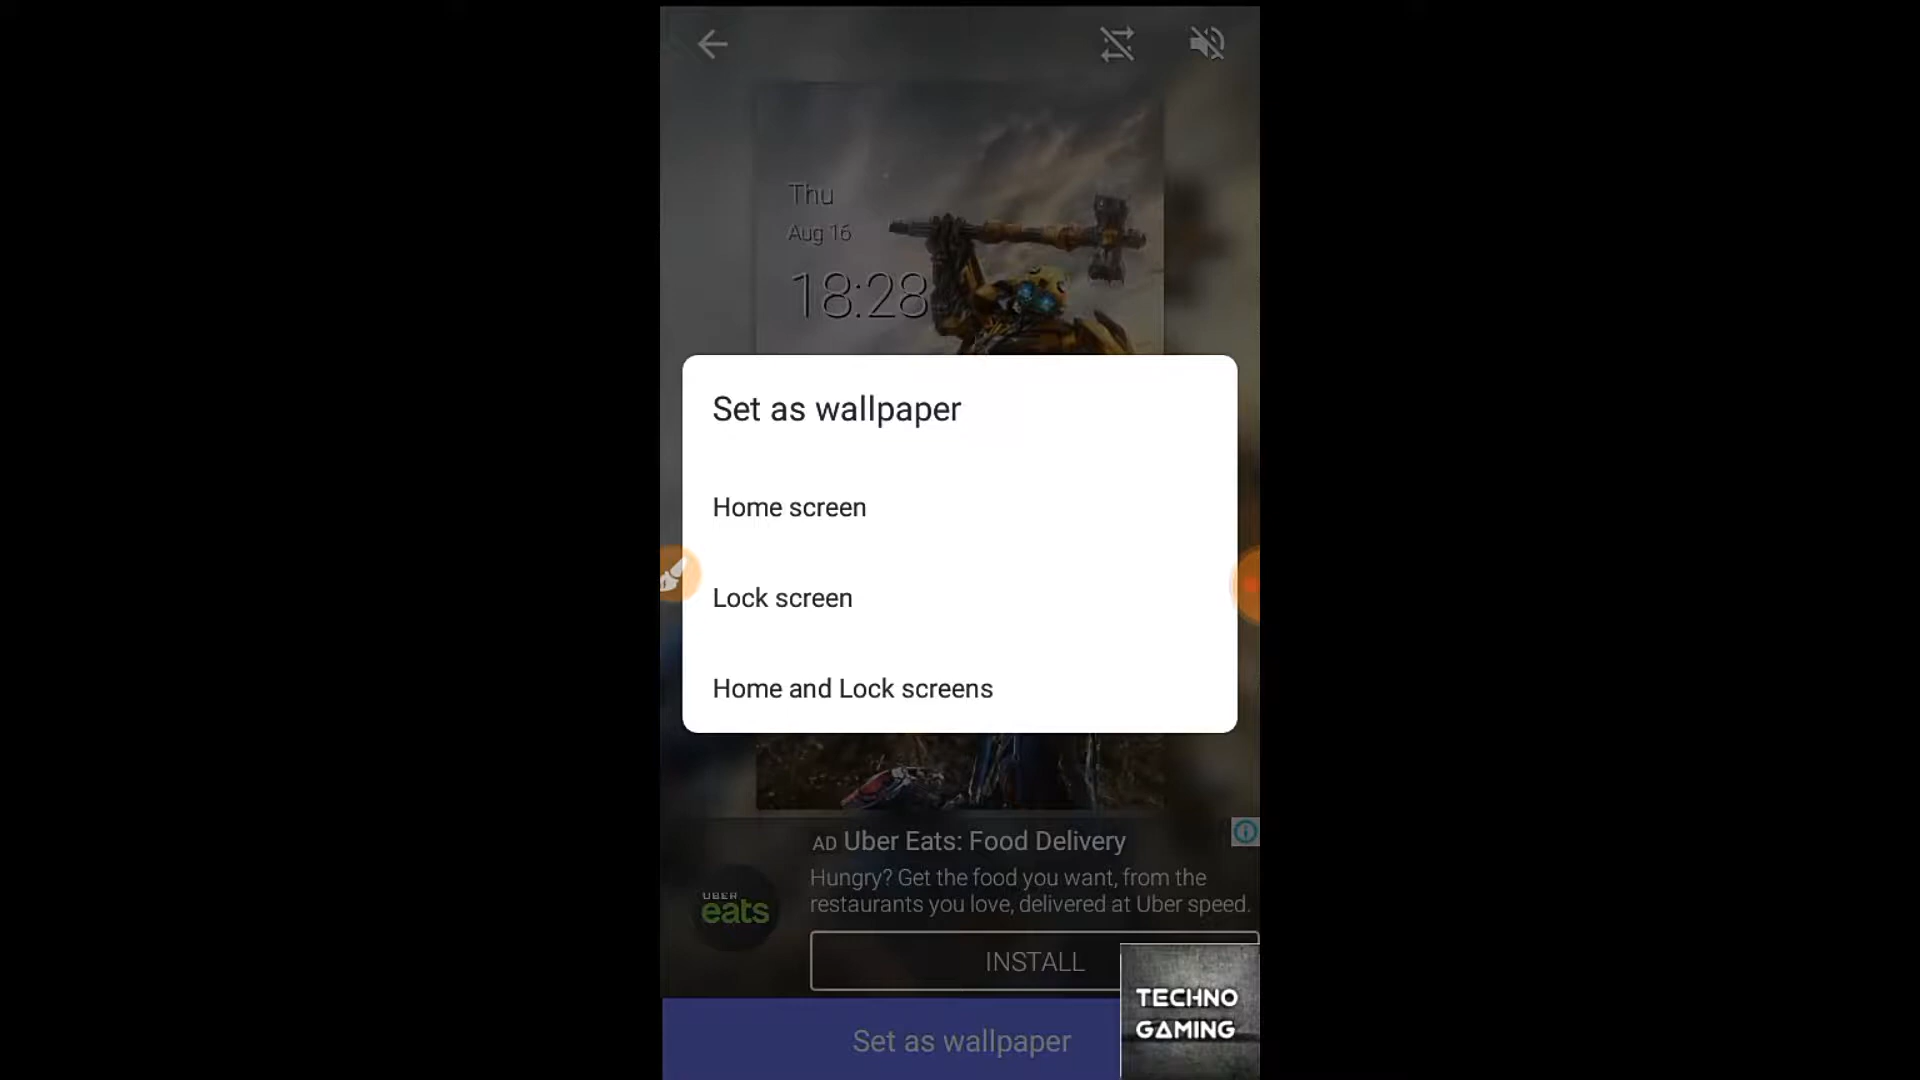 Thu
Aug 16
18:28
Set as wallpaper
Home screen
Lock screen
Home and Lock screens
AD Uber Eats: Food Delivery
Hungry? Get the food you want, from the
restaurants you love, delivered at Uber speed.
UBER
eats
INSTALL
Set as wallpaper
TECHNO
GAMING